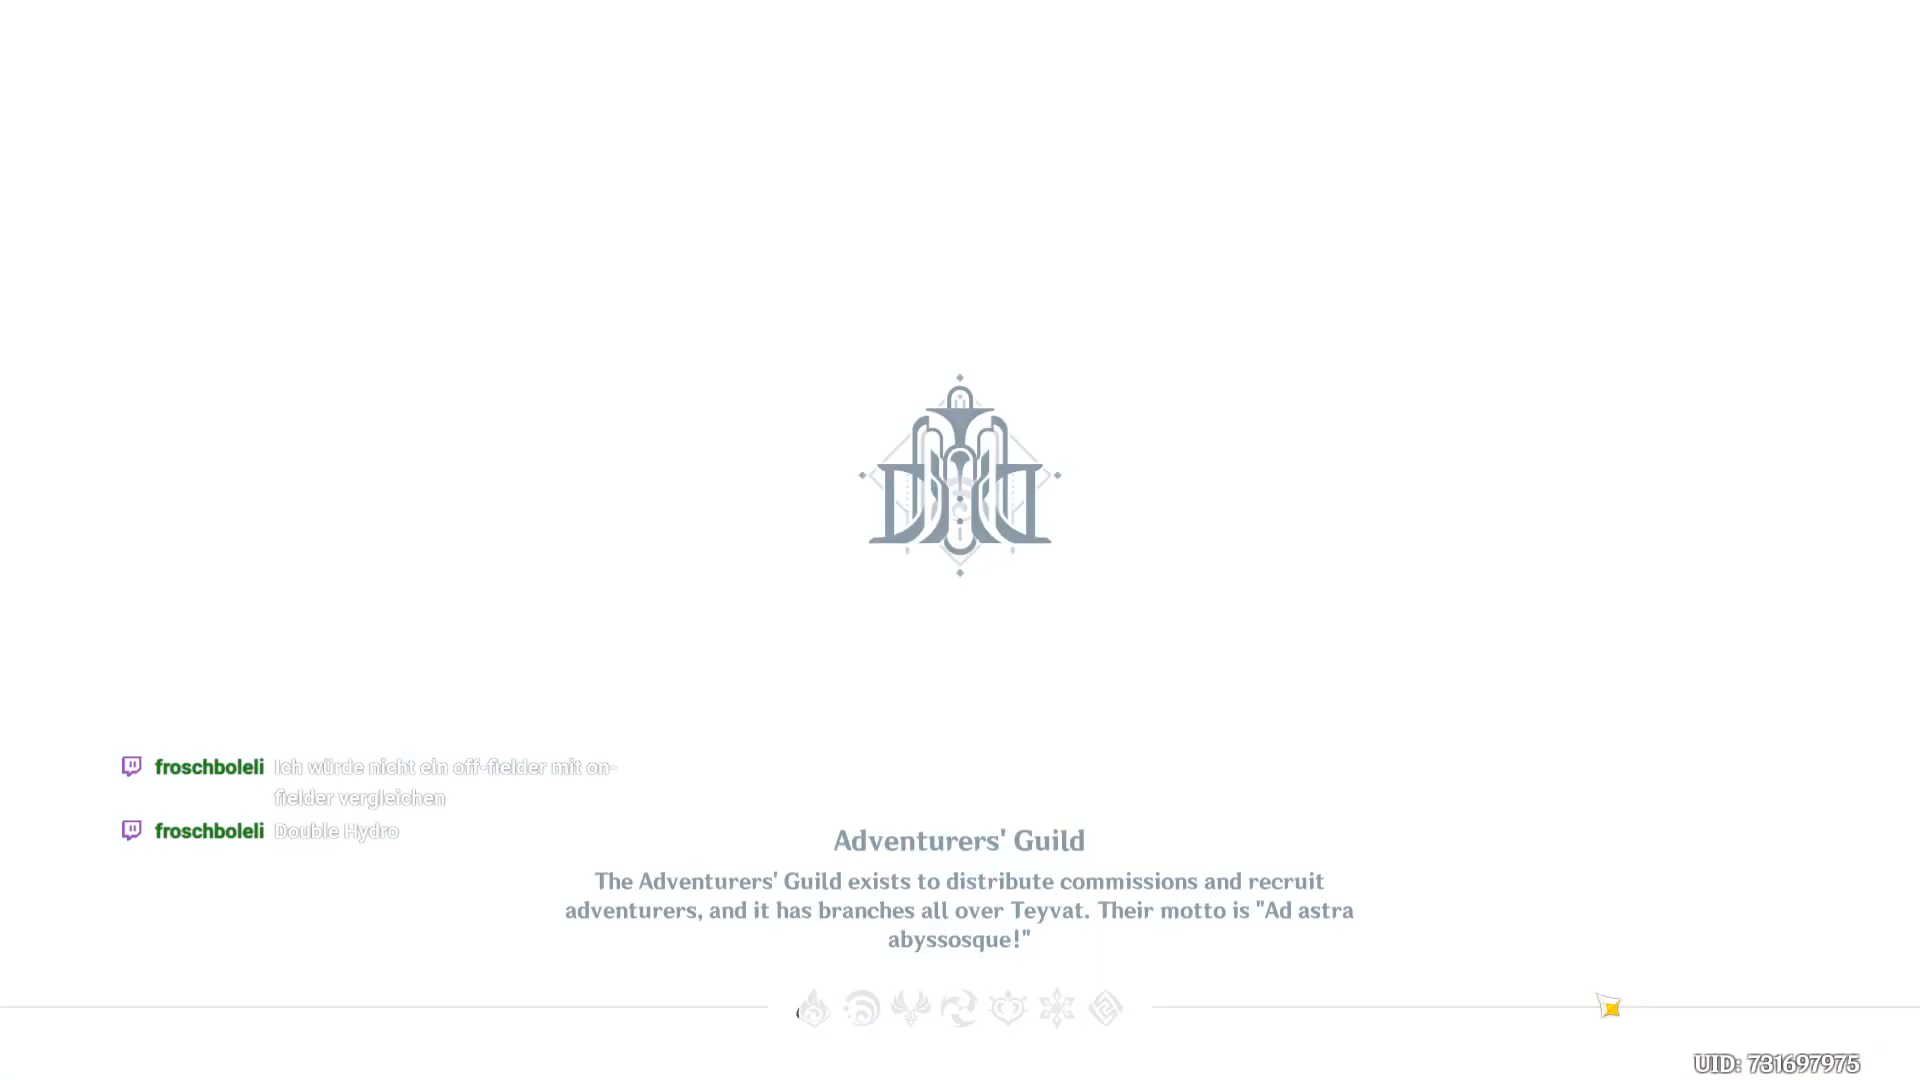 froschboleli Ich würde nicht ein off-fielder mit on-
fielder vergleichen
froschboleli Double Hydro
Adventurers' Guild
The Adventurers' Guild exists to distribute commissions and recruit
adventurers, and it has branches all over Teyvat. Their motto is "Ad astra
abyssosque!"
UID: 731697975